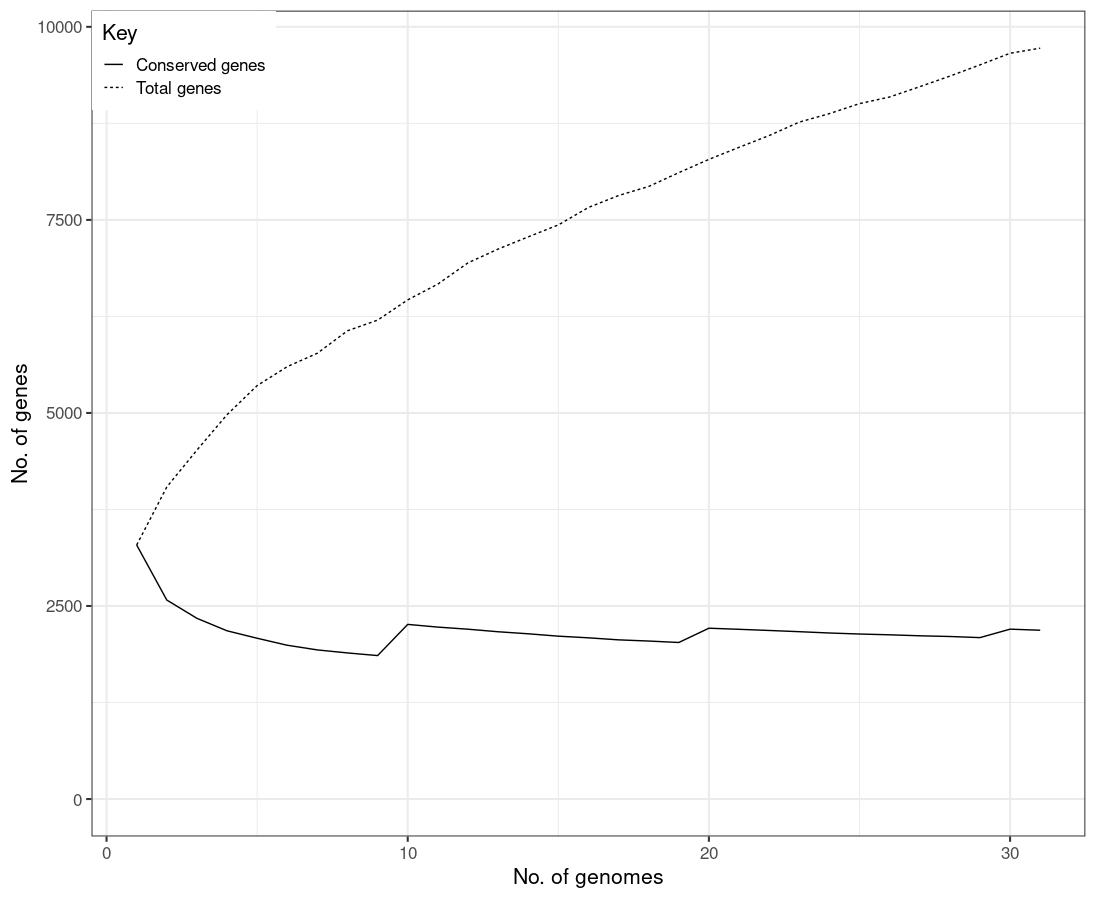 Key
Conserved genes
Total genes
No. of genes
10000
7500
5000
2500
0
0 10 20 30
No. of genomes